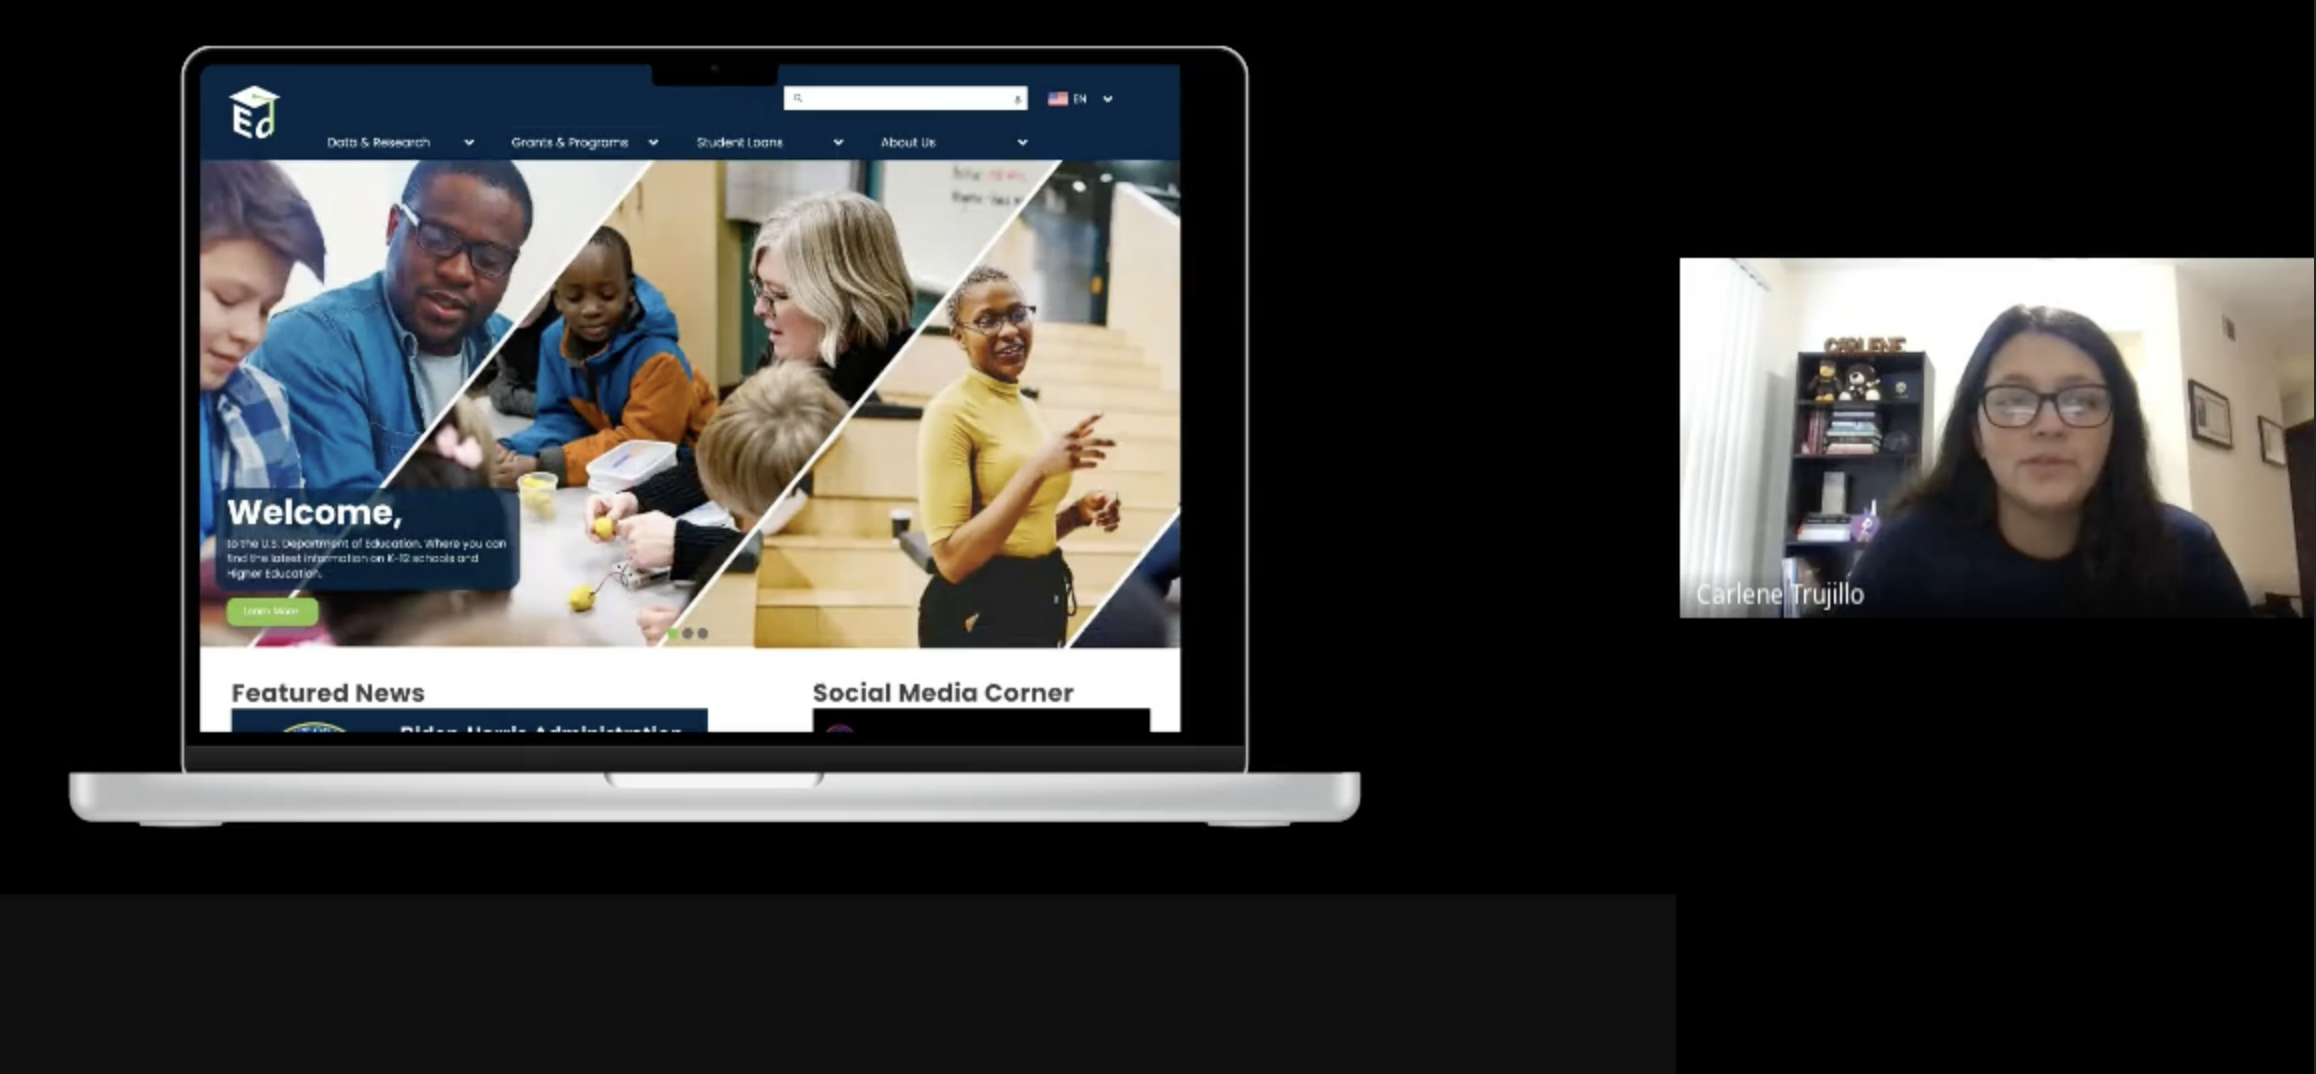 Ed
EN
Data & Research
Grants & Programs
Student Loans
About Us
Welcome,
to the U.S. Department of Education. Where you can
find the latest information on K-12 schools and
Higher Education.
Learn More
Featured News
Social Media Corner
Biden-Harris Administration
CARLENE
Carlene Trujillo